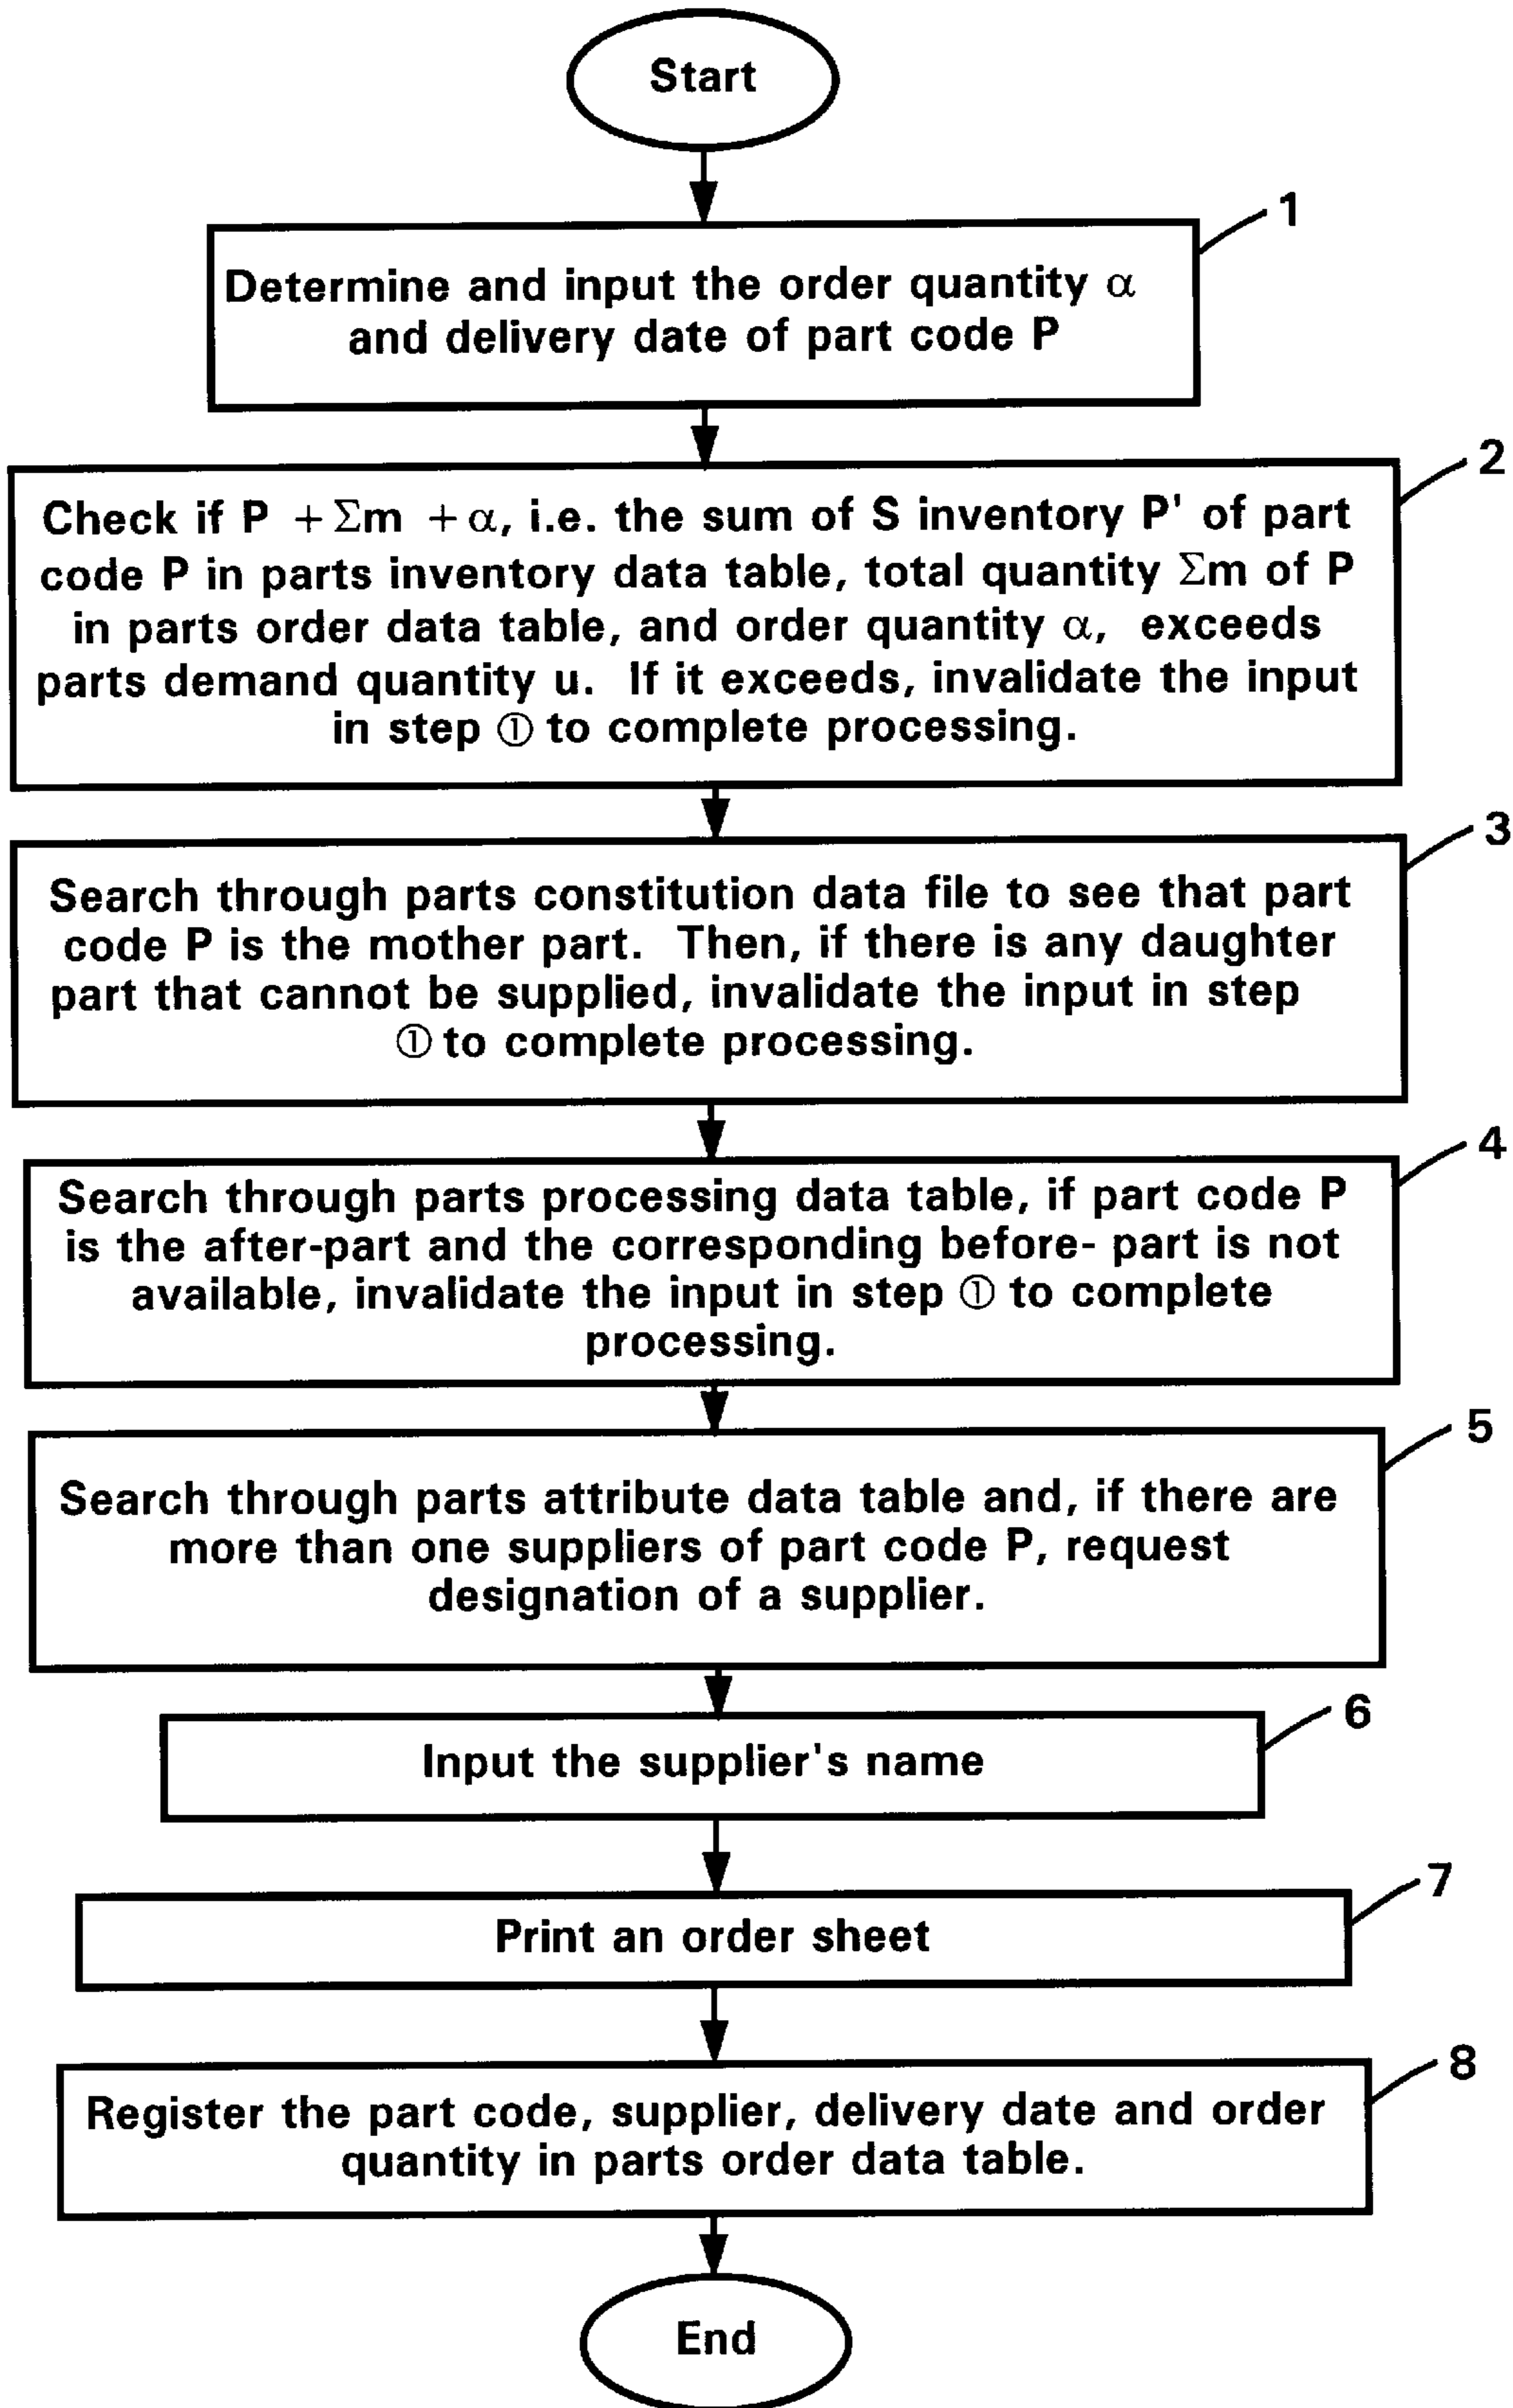 Start
1
Determine and input the order quantity α
and delivery date of part code P
2
Check if P + Σm + α, i.e. the sum of S inventory P' of part
code P in parts inventory data table, total quantity Σm of P
in parts order data table, and order quantity α, exceeds
parts demand quantity u. If it exceeds, invalidate the input
in step ① to complete processing.
3
Search through parts constitution data file to see that part
code P is the mother part. Then, if there is any daughter
part that cannot be supplied, invalidate the input in step
① to complete processing.
4
Search through parts processing data table, if part code P
is the after-part and the corresponding before- part is not
available, invalidate the input in step ① to complete
processing.
5
Search through parts attribute data table and, if there are
more than one suppliers of part code P, request
designation of a supplier.
6
Input the supplier's name
7
Print an order sheet
8
Register the part code, supplier, delivery date and order
quantity in parts order data table.
End